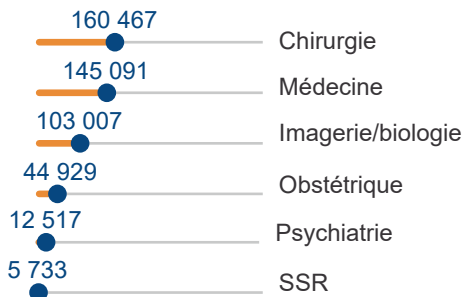 160 467
Chirurgie
145 091
Médecine
103 007
Imagerie/biologie
44 929
Obstétrique
12 517
Psychiatrie
5 733
SSR